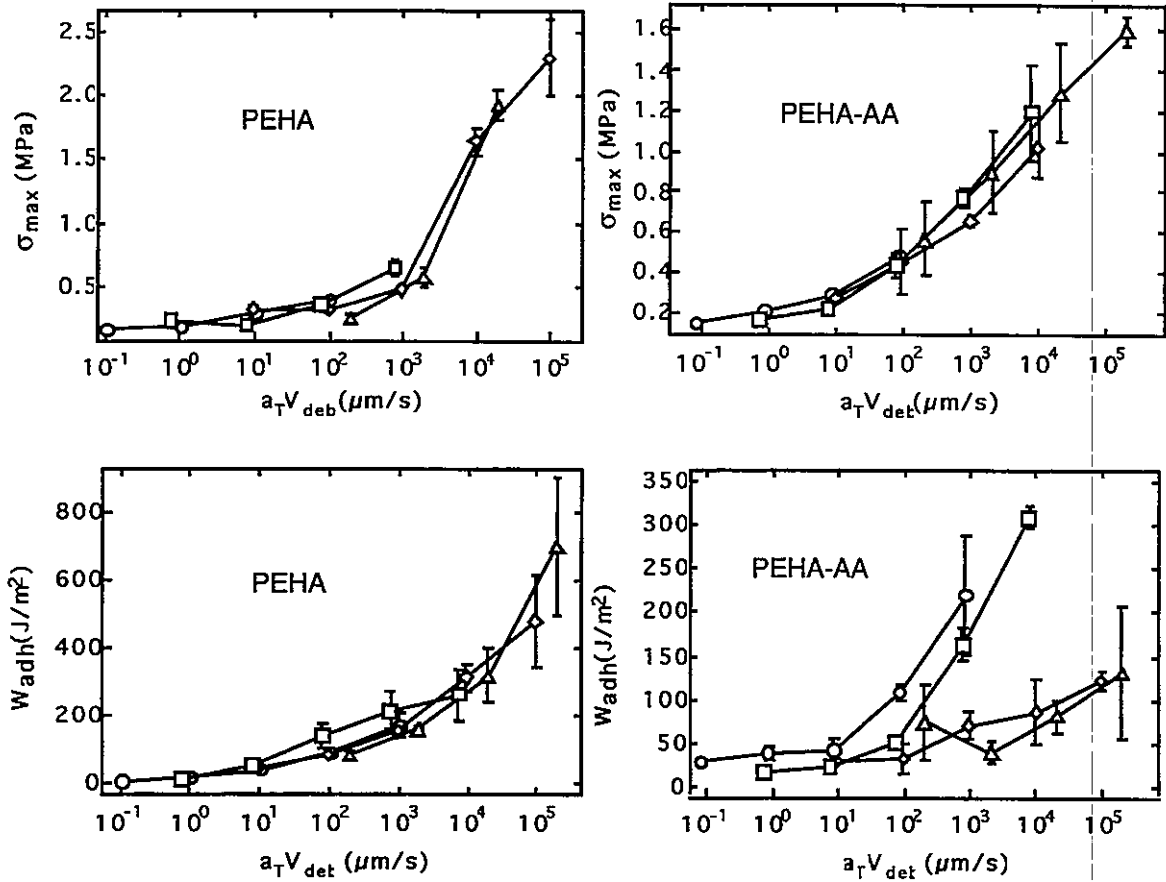 2.5
2.0
1.5
1.0
0.5
σmax (MPa)
PEHA
10⁻¹ 10⁰ 10¹ 10² 10³ 10⁴ 10⁵
aTVdeb(μm/s)
1.6
1.4
1.2
1.0
0.8
0.6
0.4
0.2
σmax (MPa)
PEHA-AA
10⁻¹ 10⁰ 10¹ 10² 10³ 10⁴ 10⁵
aTVdet(μm/s)
800
600
400
200
0
Wadh(J/m²)
PEHA
10⁻¹ 10⁰ 10¹ 10² 10³ 10⁴ 10⁵
aTVdet (μm/s)
350
300
250
200
150
100
50
0
Wadh(J/m²)
PEHA-AA
10⁻¹ 10⁰ 10¹ 10² 10³ 10⁴ 10⁵
aTVdet (μm/s)